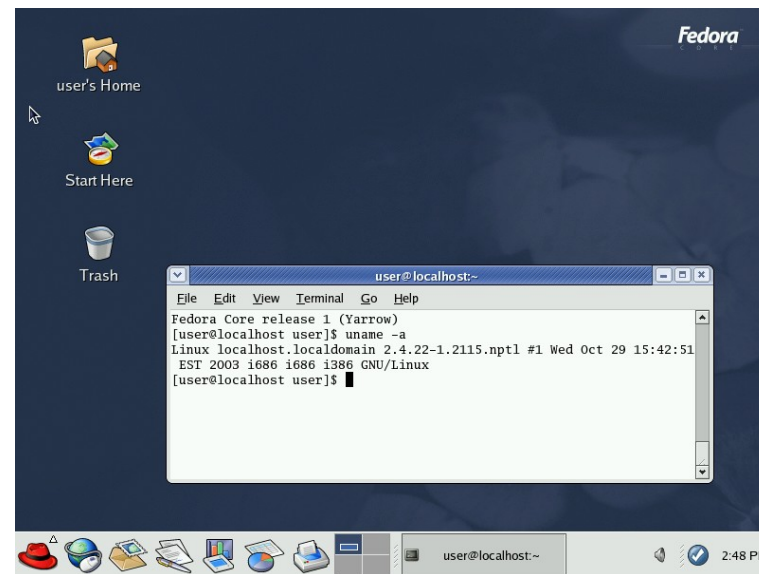 Fedora
CORE
user's Home
Start Here
Trash
user@localhost:~
File Edit View Terminal Go Help
Fedora Core release 1 (Yarrow)
[user@localhost user]$ uname -a
Linux localhost.localdomain 2.4.22-1.2115.nptl #1 Wed Oct 29 15:42:51
EST 2003 i686 i686 i386 GNU/Linux
[user@localhost user]$
user@localhost:~
2:48 P